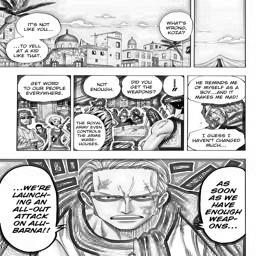 WHAT'S
WRONG,
KOZA?
IT'S NOT
LIKE YOU...
...TO YELL
AT A KID
LIKE THAT.
HE REMINDS
ME OF MYSELF
AS A
BOY...AND IT
MAKES ME MAD!
I GUESS I
HAVEN'T
CHANGED
MUCH...
!!
DID YOU
GET THE
WEAPONS?
NOT
ENOUGH.
THE ROYAL
ARMY EVEN
CONTROLS
THE ARMS
WARE-
HOUSES.
GET WORD
TO OUR
PEOPLE
EVERYWHERE.
AS
SOON
AS WE
HAVE
ENOUGH
WEAP-
ONS...
...WE'RE
LAUNCH-
ING AN
ALL-OUT
ATTACK
ON ALU-
BARNA!!